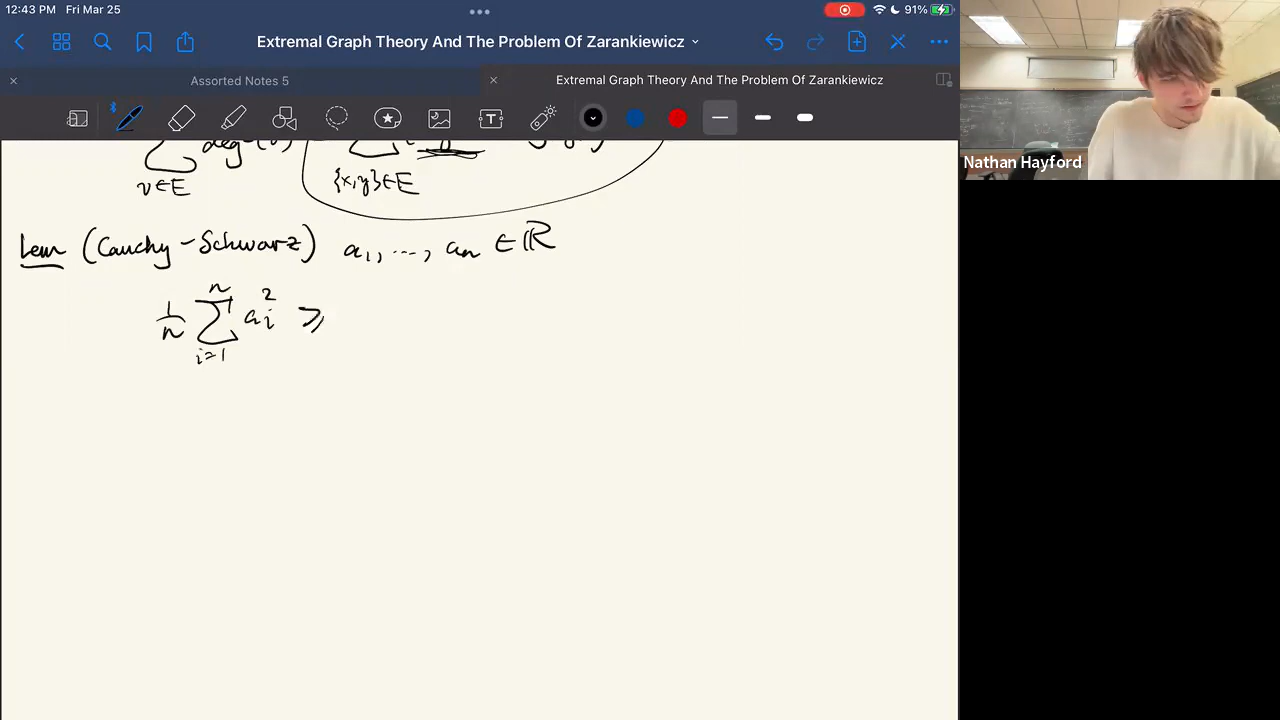 12:43 PM Fri Mar 25
91%
Extremal Graph Theory And The Problem Of Zarankiewicz
Assorted Notes 5
Extremal Graph Theory And The Problem Of Zarankiewicz
Nathan Hayford
v ∈ E {x,y} ∈ E
Lem (Cauchy-Schwarz) a₁, ..., aₙ ∈ ℝ
n
1/n ∑ aᵢ² ≥
i=1